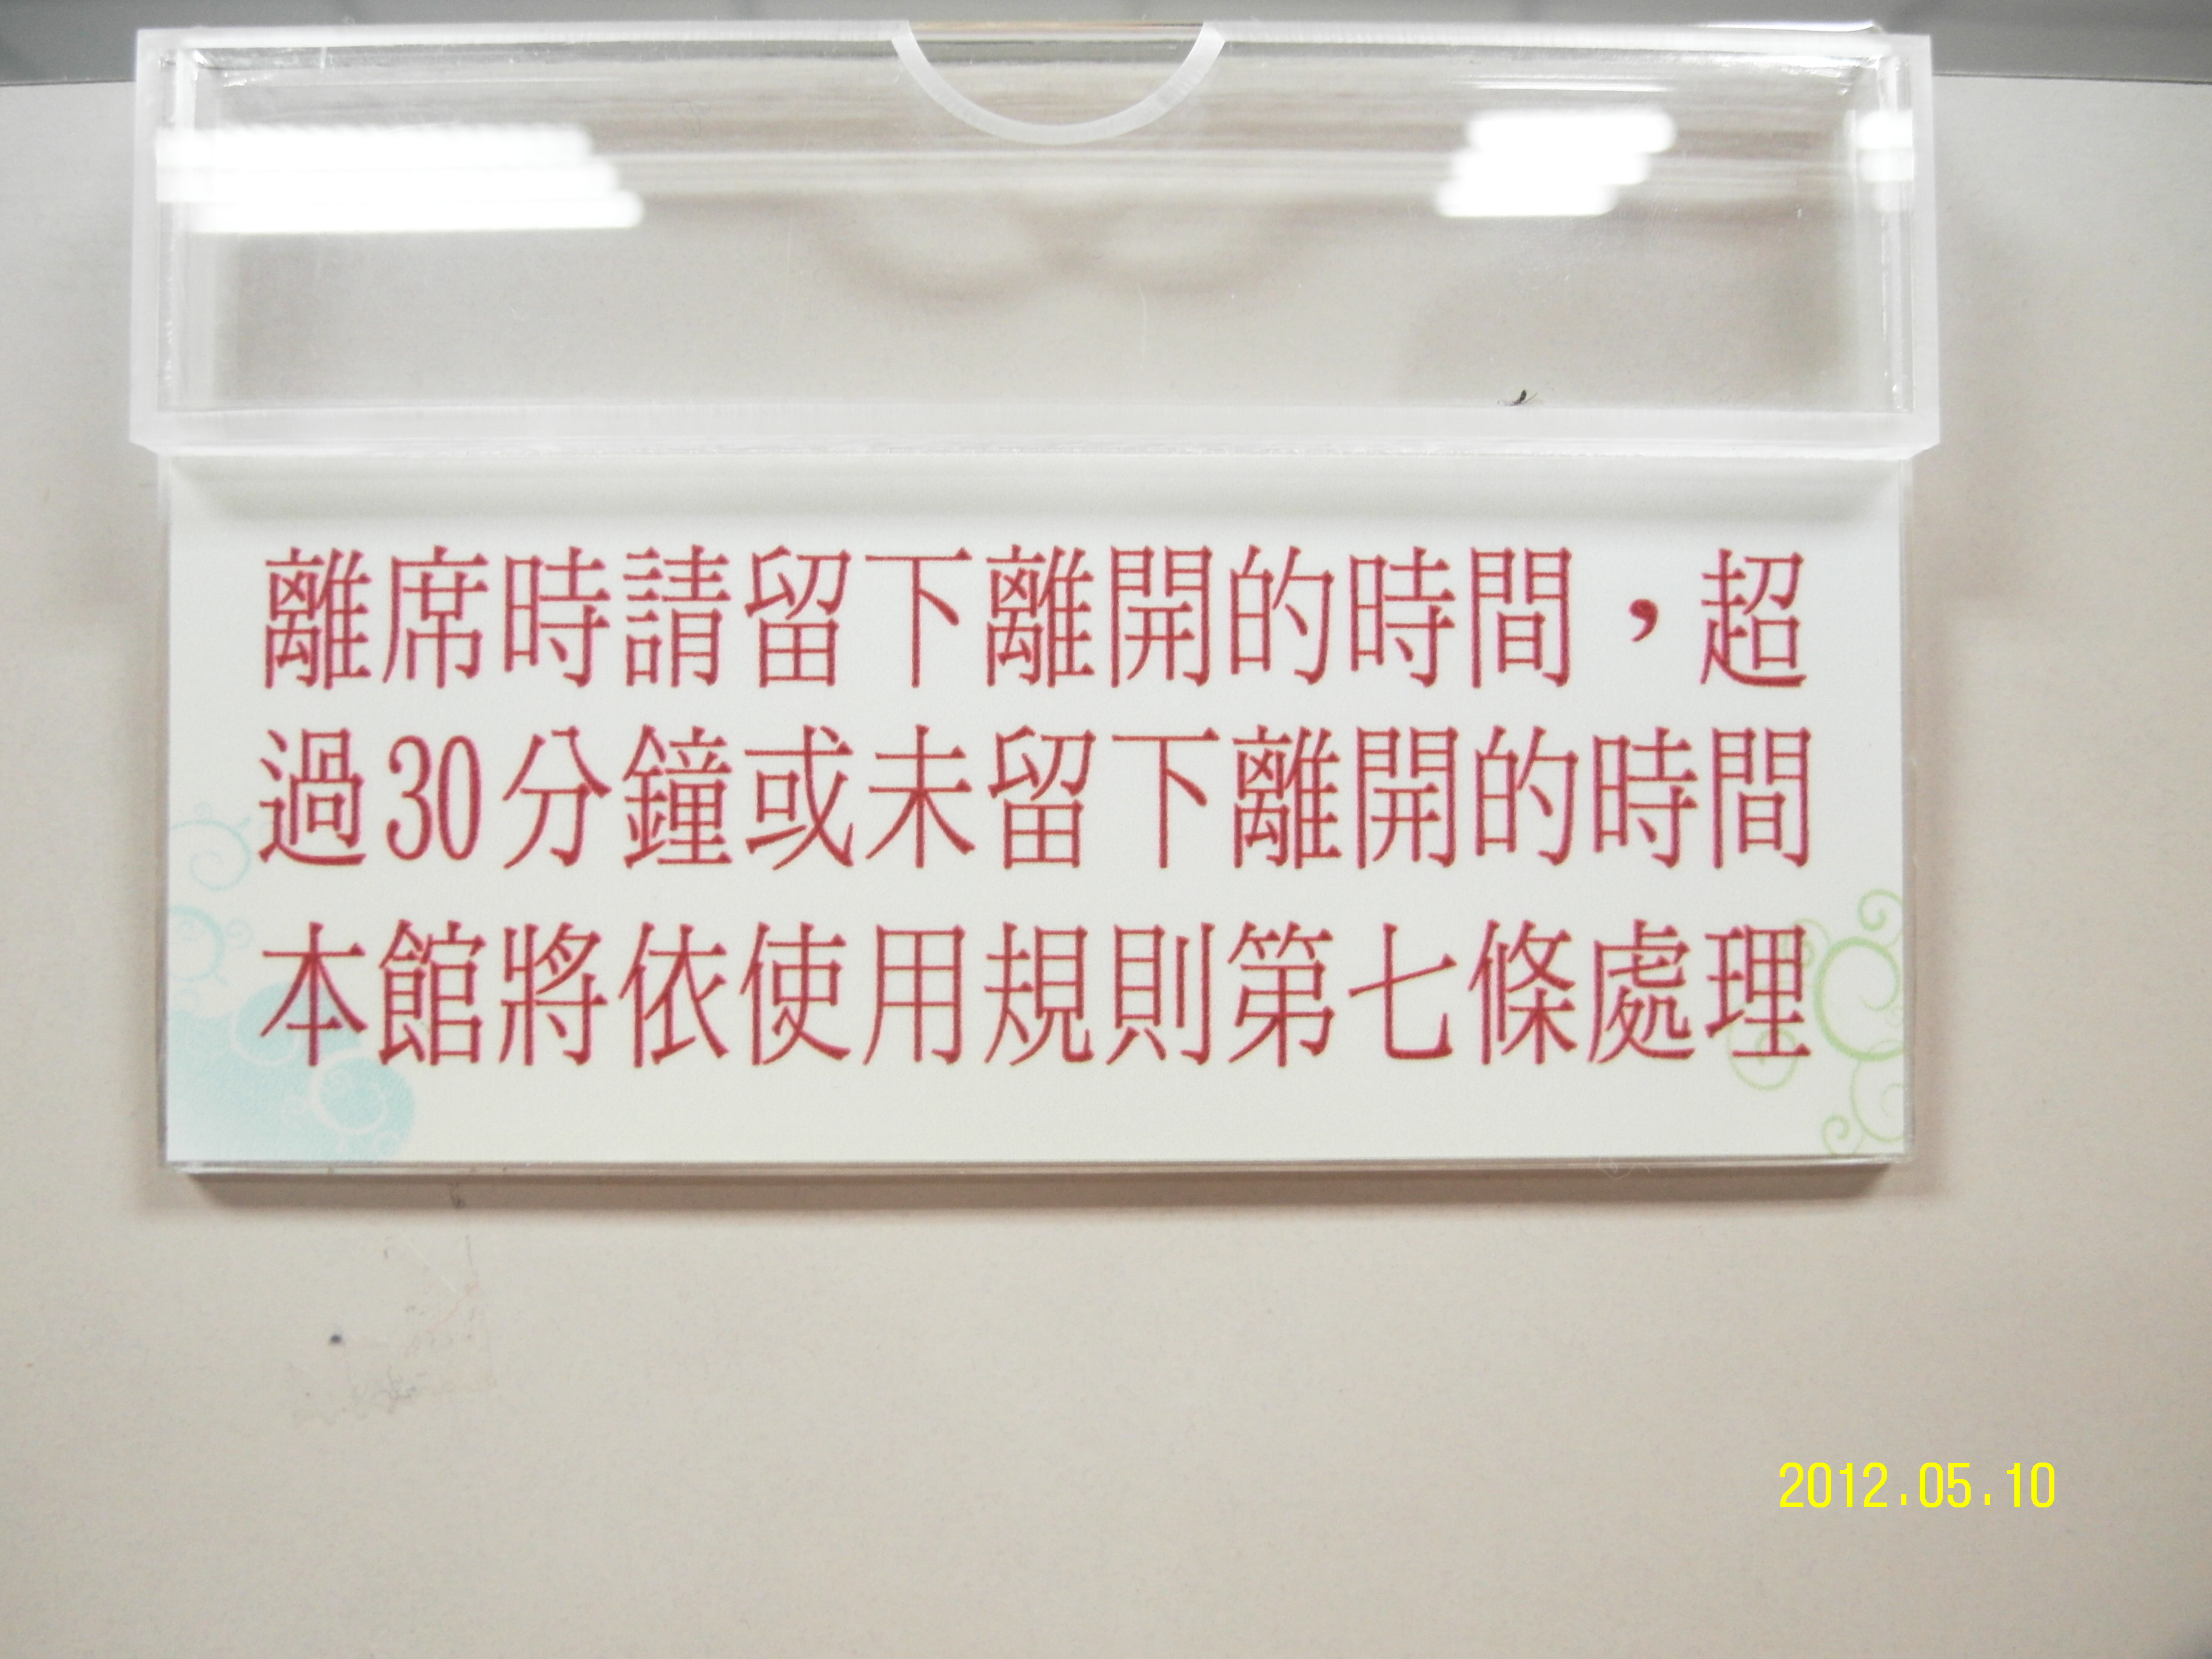 離席時請留下離開的時間，超
過30分鐘或未留下離開的時間
本館將依使用規則第七條處理
2012.05.10